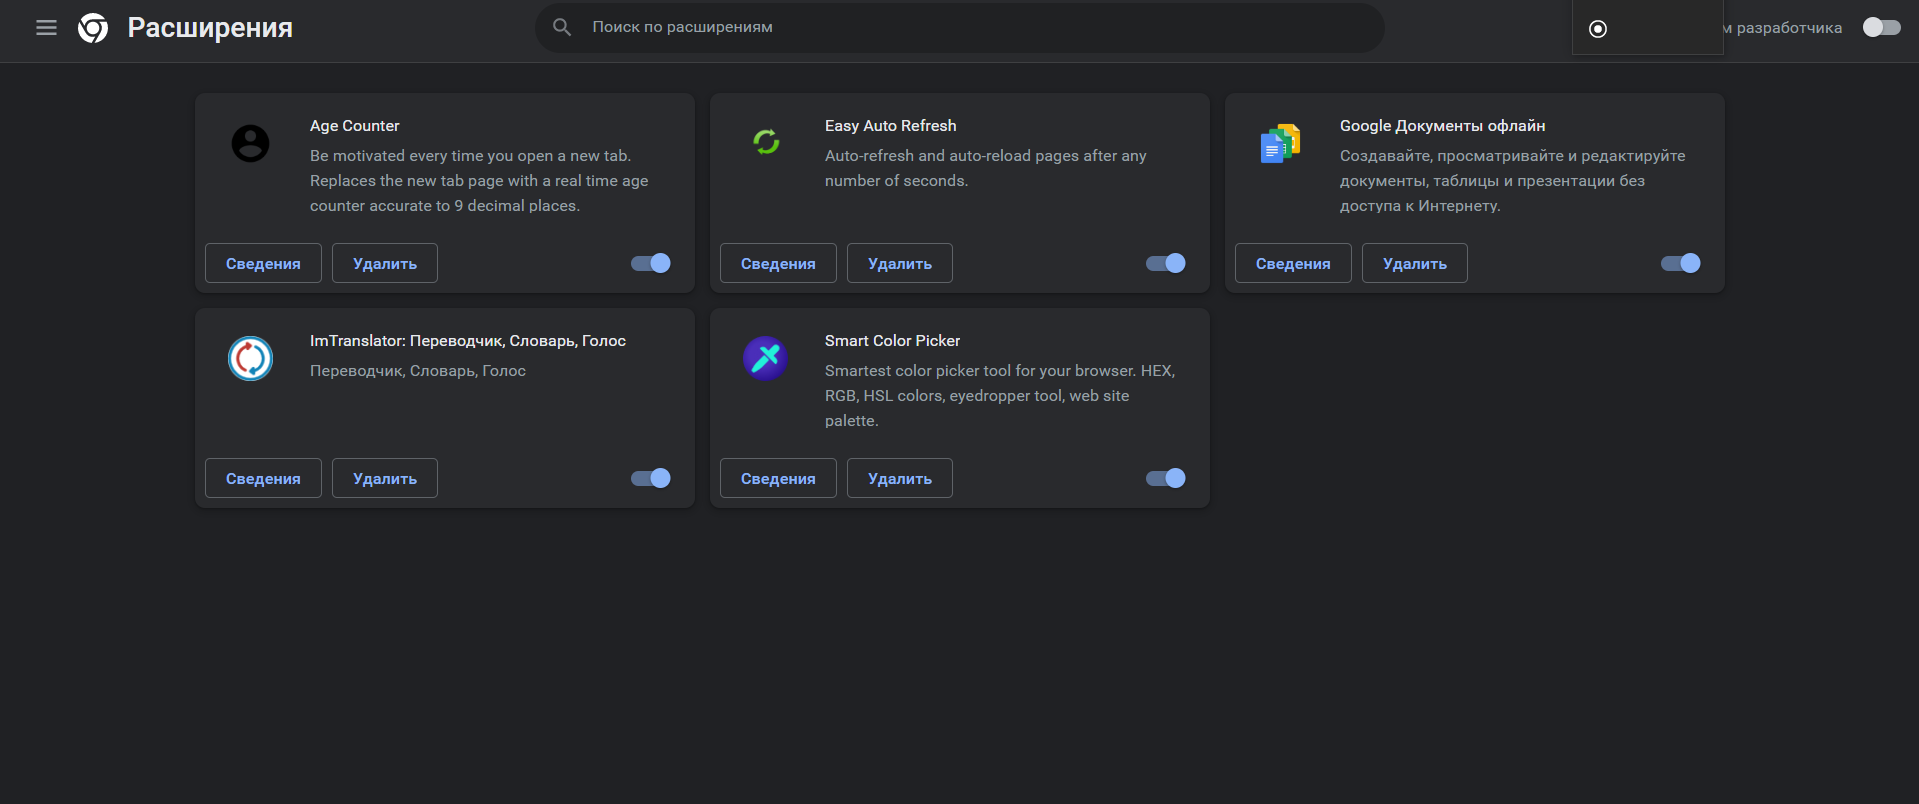 Расширения
Поиск по расширениям
м разработчика
Age Counter
Be motivated every time you open a new tab.
Replaces the new tab page with a real time age
counter accurate to 9 decimal places.
Сведения
Удалить
Easy Auto Refresh
Auto-refresh and auto-reload pages after any
number of seconds.
Сведения
Удалить
Google Документы офлайн
Создавайте, просматривайте и редактируйте
документы, таблицы и презентации без
доступа к Интернету.
Сведения
Удалить
ImTranslator: Переводчик, Словарь, Голос
Переводчик, Словарь, Голос
Сведения
Удалить
Smart Color Picker
Smartest color picker tool for your browser. HEX,
RGB, HSL colors, eyedropper tool, web site
palette.
Сведения
Удалить